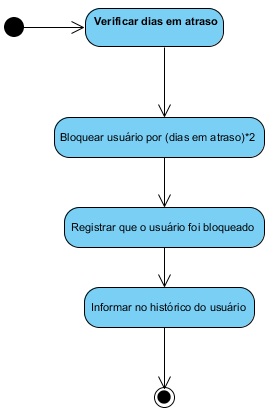 Verificar dias em atraso
Bloquear usuário por (dias em atraso)*2
Registrar que o usuário foi bloqueado
Informar no histórico do usuário